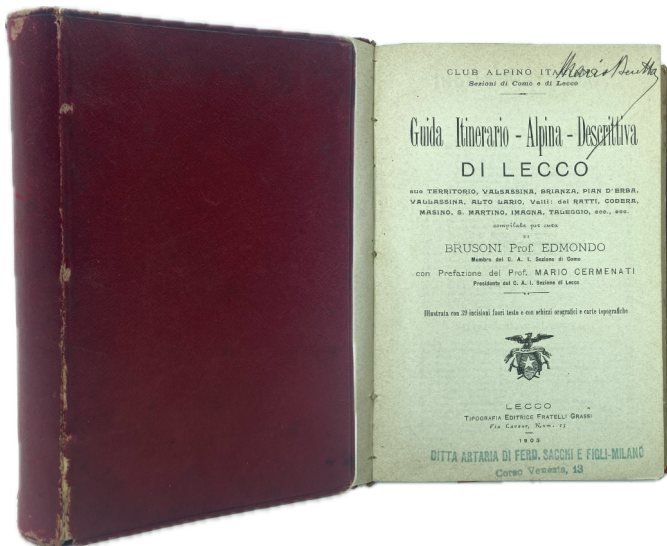 CLUB ALPINO ITA
Sezioni di Como e di Lecco
Guida Itinerario - Alpina - Descrittiva
DI LECCO
suo TERRITORIO, VALSASSINA, BRIANZA, PIAN D'ERBA,
VALLASSINA, ALTO LARIO, Valli: dei RATTI, CODERA,
MASINO, S. MARTINO, IMAGNA, TALEGGIO, ecc., ecc.
compilata per cura
DI
BRUSONI Prof. EDMONDO
Membro del C. A. I. Sezione di Como
con Prefazione del Prof. MARIO CERMENATI
Presidente del C. A. I. Sezione di Lecco
Illustrata con 29 incisioni fuori testo e con schizzi orografici e carte topografiche
LECCO
TIPOGRAFIA EDITRICE FRATELLI GRASSI
Via Cavour, Num. 15
1903
DITTA ARTARIA DI FERD. SACCHI E FIGLI-MILANO
Corso Venezia, 13